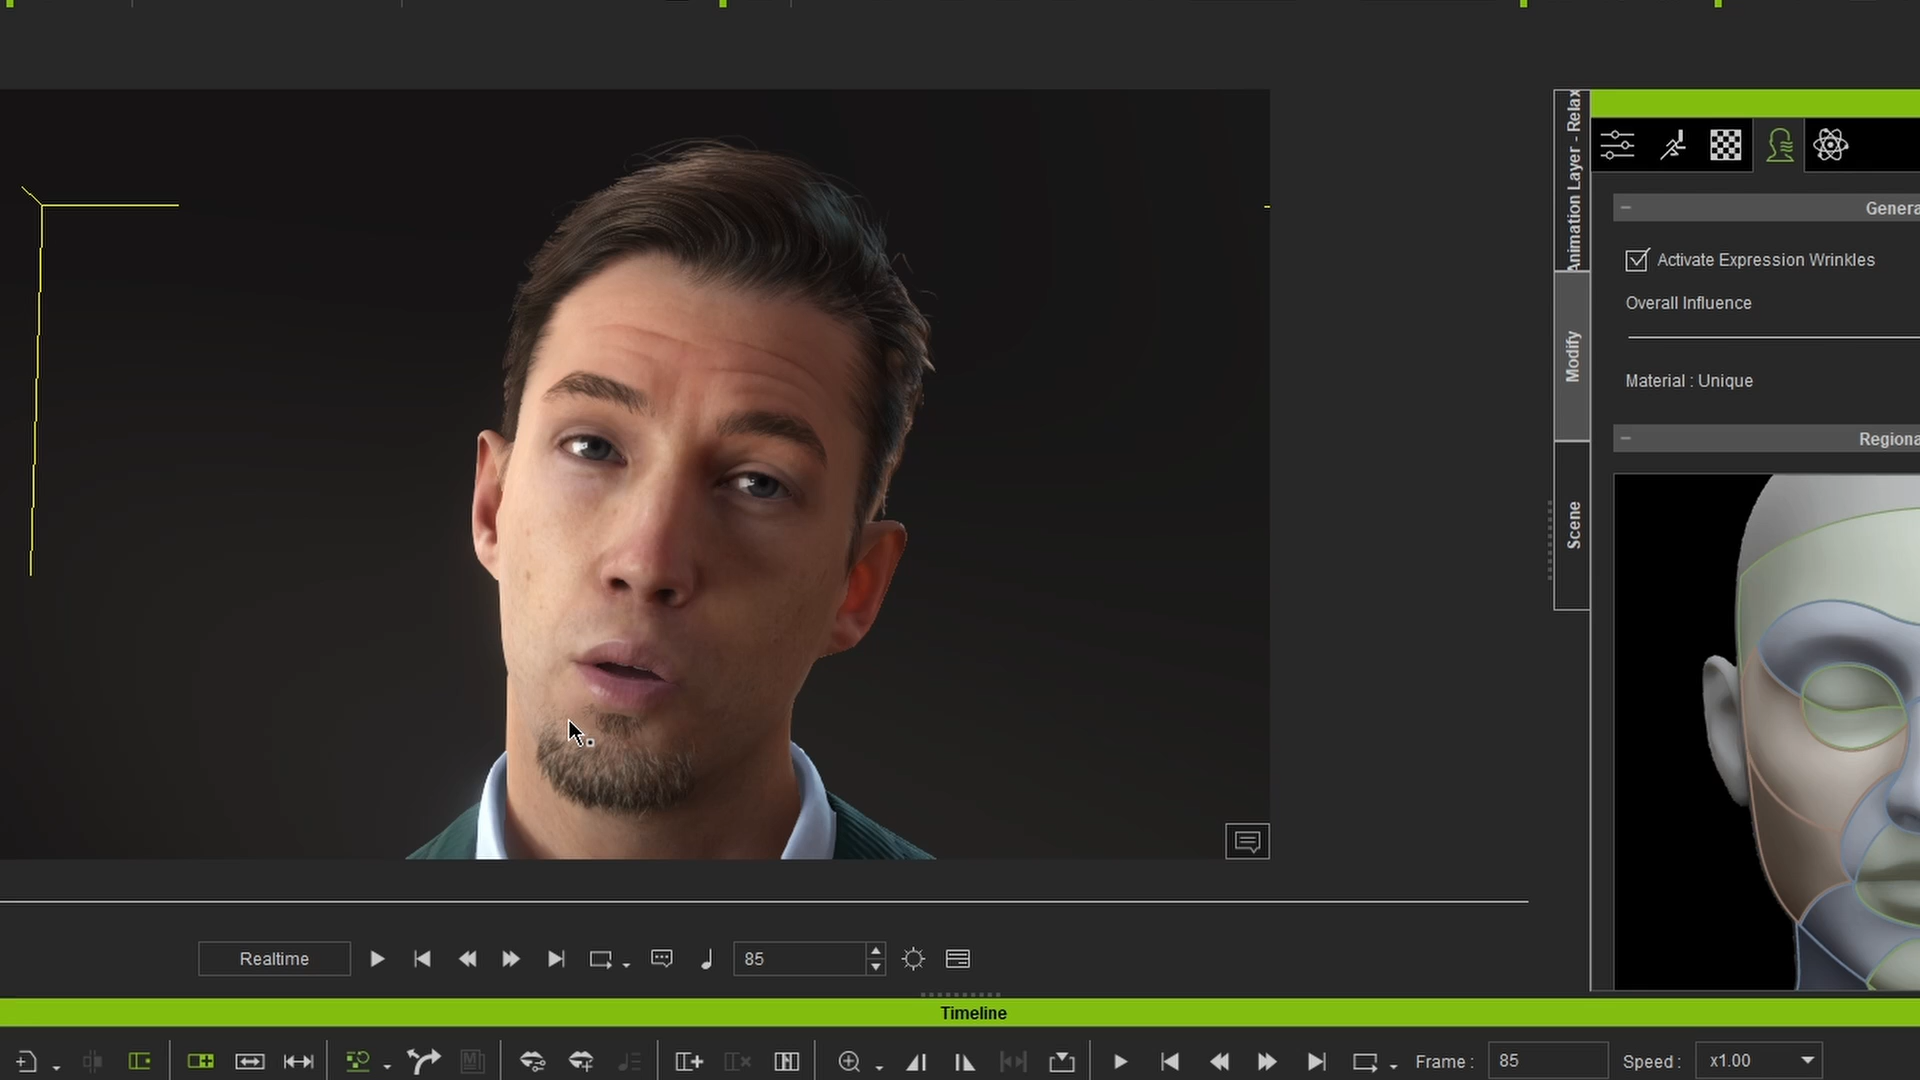 Animation Layer - Relax
Modify
Scene
Genera
Activate Expression Wrinkles
Overall Influence
Material : Unique
Regiona
Realtime
85
Timeline
Frame :
85
Speed :
x1.00